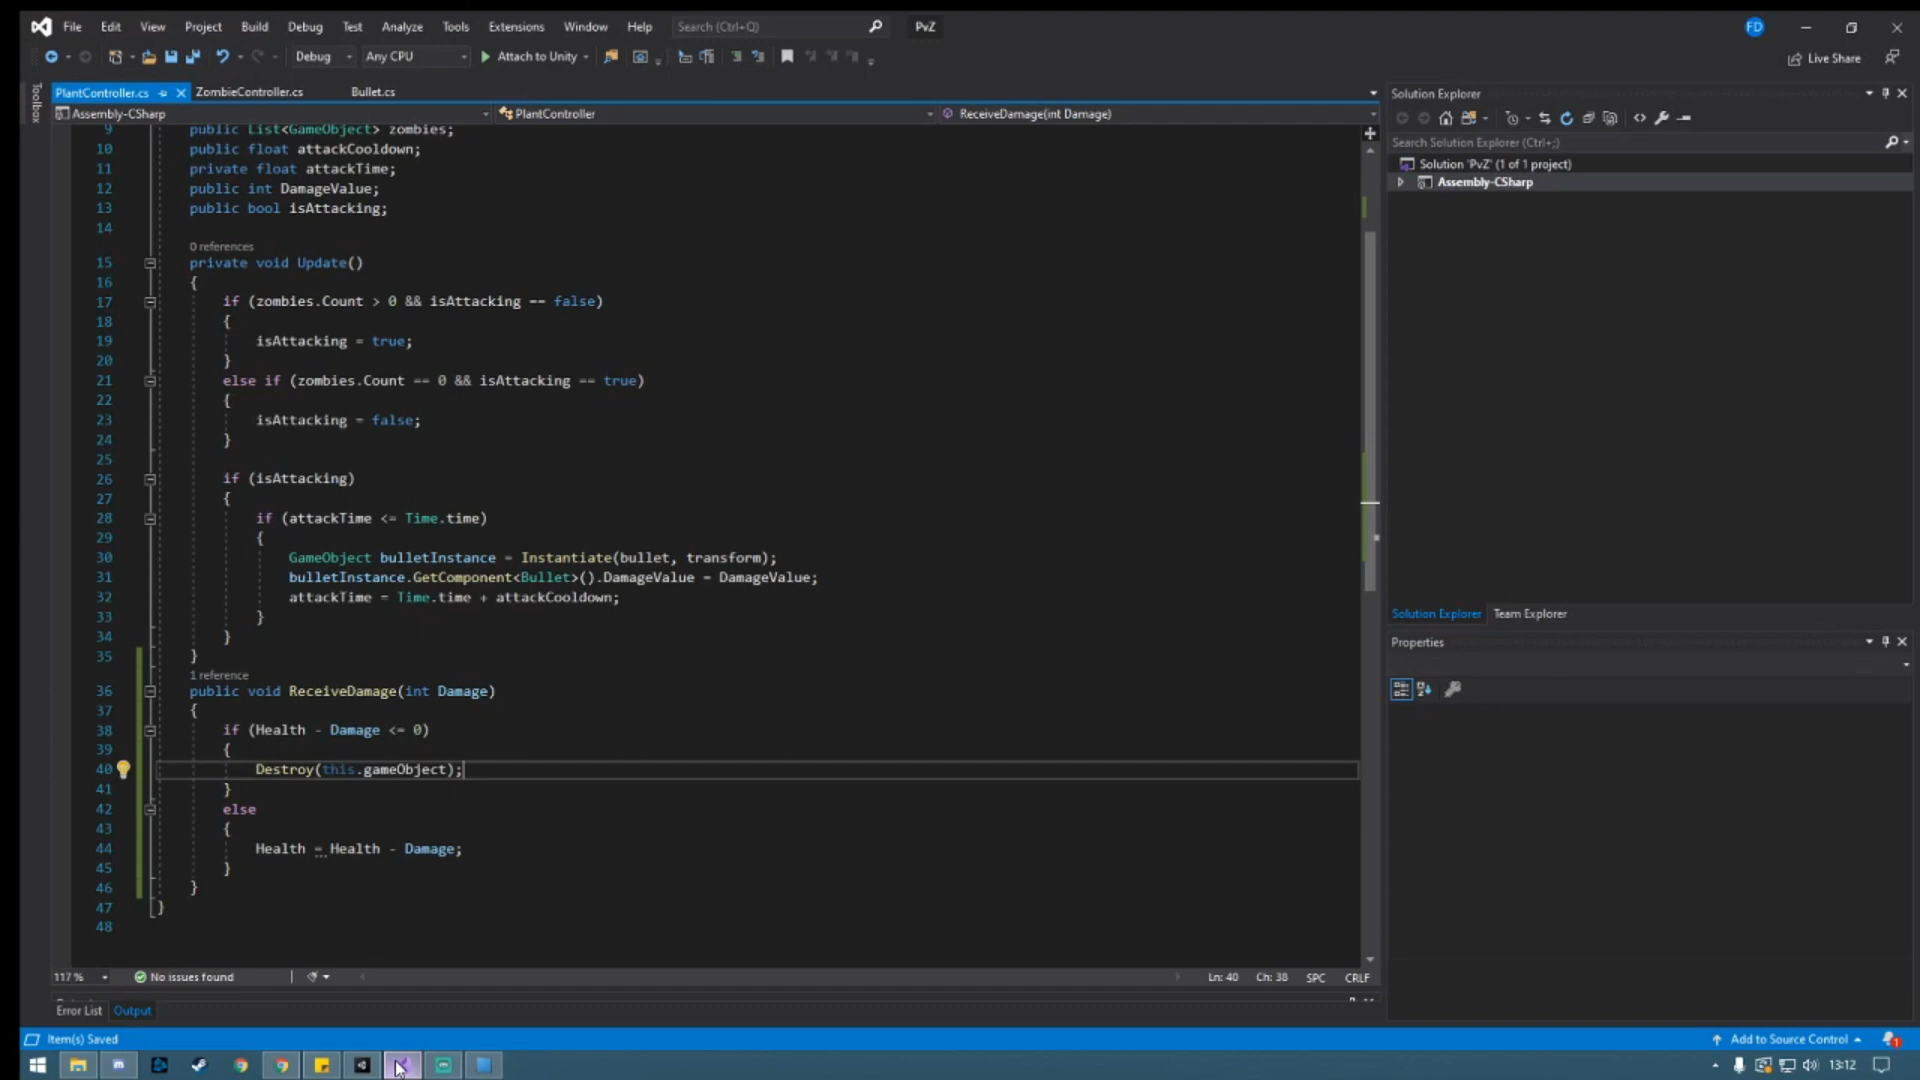 File Edit View Project Build Debug Test Analyze Tools Extensions Window Help Search (Ctrl+Q) PvZ FD
Debug Any CPU Attach to Unity Live Share
Toolbox
PlantController.cs ZombieController.cs Bullet.cs
Assembly-CSharp PlantController ReceiveDamage(int Damage)
9 public List<GameObject> zombies;
10 public float attackCooldown;
11 private float attackTime;
12 public int DamageValue;
13 public bool isAttacking;
14
0 references
15 private void Update()
16 {
17 if (zombies.Count > 0 && isAttacking == false)
18 {
19 isAttacking = true;
20 }
21 else if (zombies.Count == 0 && isAttacking == true)
22 {
23 isAttacking = false;
24 }
25
26 if (isAttacking)
27 {
28 if (attackTime <= Time.time)
29 {
30 GameObject bulletInstance = Instantiate(bullet, transform);
31 bulletInstance.GetComponent<Bullet>().DamageValue = DamageValue;
32 attackTime = Time.time + attackCooldown;
33 }
34 }
35 }
1 reference
36 public void ReceiveDamage(int Damage)
37 {
38 if (Health - Damage <= 0)
39 {
40 Destroy(this.gameObject);
41 }
42 else
43 {
44 Health = Health - Damage;
45 }
46 }
47 }
48
117 % No issues found Ln: 40 Ch: 38 SPC CRLF
Error List Output
Solution Explorer
Search Solution Explorer (Ctrl+;)
Solution 'PvZ' (1 of 1 project)
Assembly-CSharp
Solution Explorer Team Explorer
Properties
Item(s) Saved Add to Source Control 1
13:12